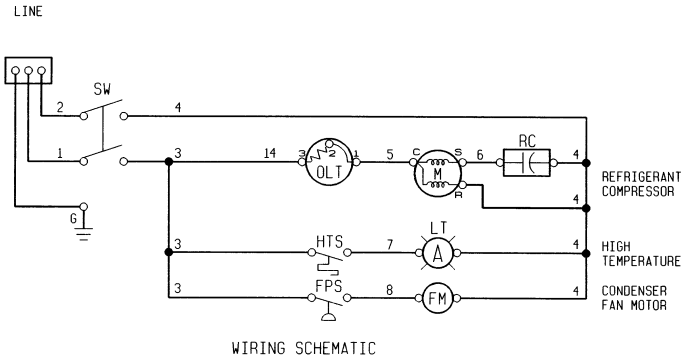 LINE
SW
2
4
1
3
14
3
2
1
OLT
5
C
S
M
R
6
RC
4
REFRIGERANT
COMPRESSOR
4
G
3
HTS
7
LT
A
4
HIGH
TEMPERATURE
3
FPS
8
FM
4
CONDENSER
FAN MOTOR
WIRING SCHEMATIC